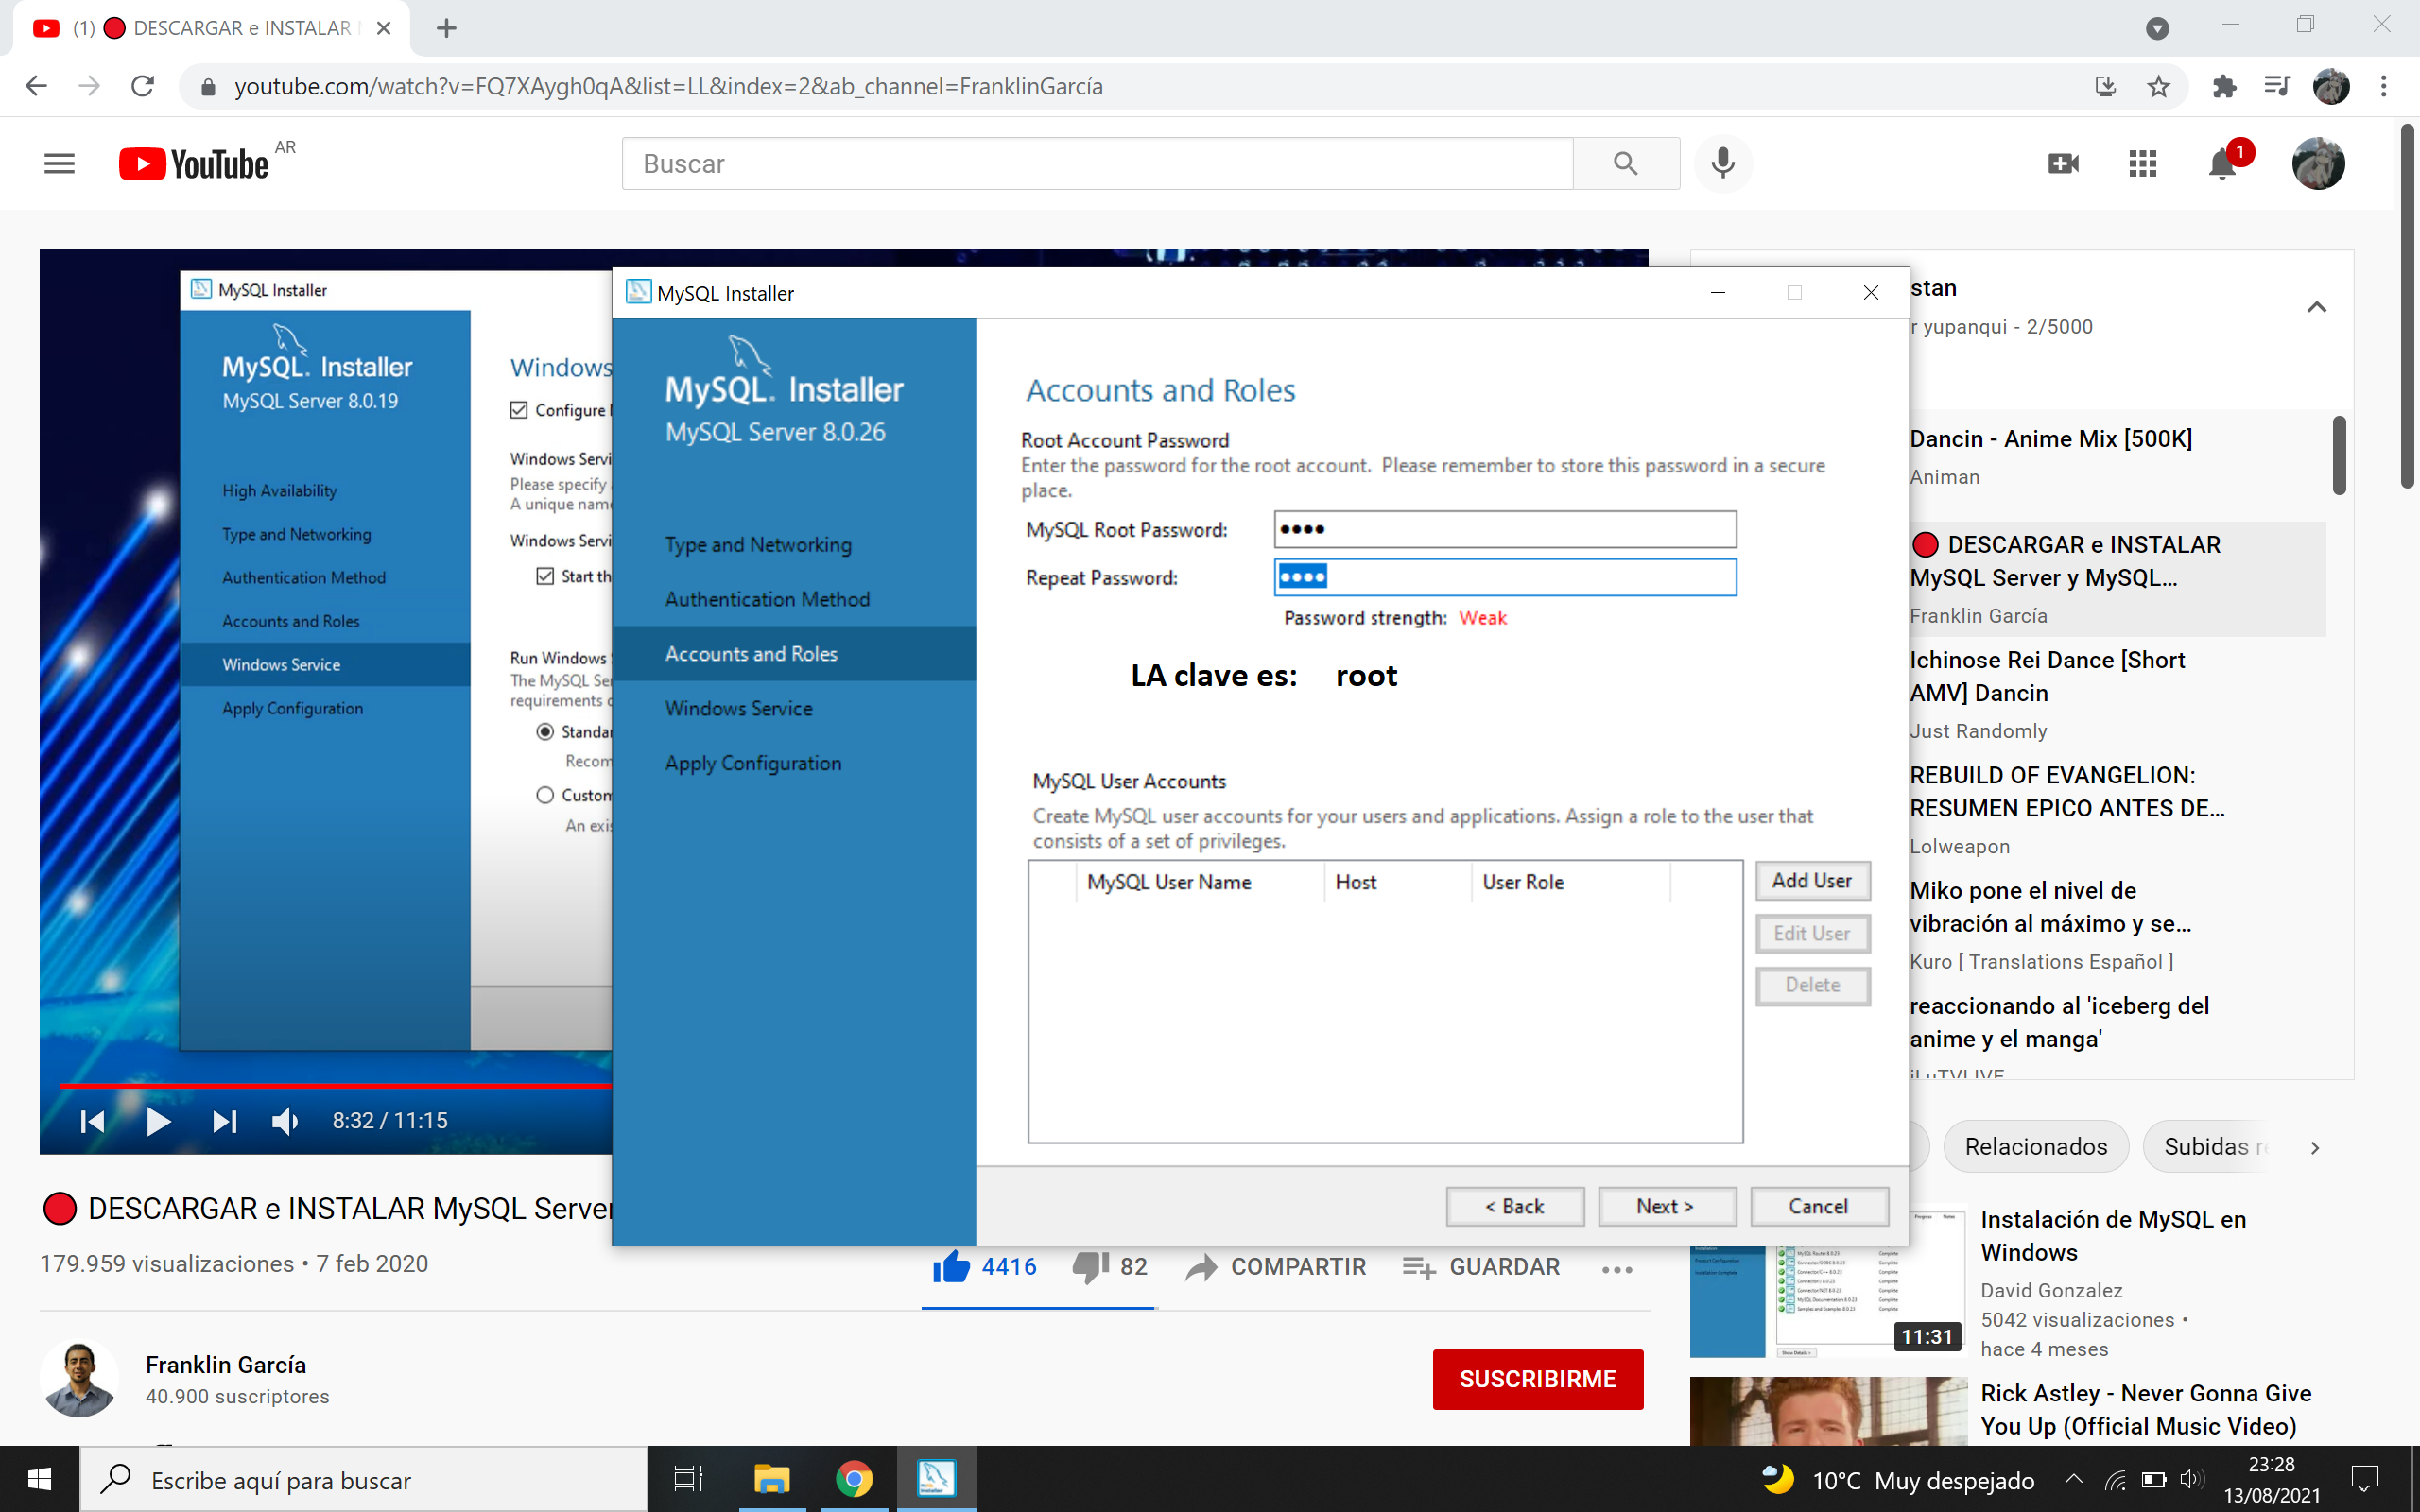 (1) 🔴 DESCARGAR e INSTALAR
youtube.com/watch?v=FQ7XAygh0qA&list=LL&index=2&ab_channel=FranklinGarcía
YouTube AR
Buscar
1
MySQL Installer
MySQL. Installer
MySQL Server 8.0.19
High Availability
Type and Networking
Authentication Method
Accounts and Roles
Windows Service
Apply Configuration
Windows
Configure
Windows Servi
Please specify
A unique nam
Windows Servi
Start th
Run Windows
The MySQL Se
requirements
Standa
Recom
Custom
An exi
MySQL Installer
MySQL. Installer
MySQL Server 8.0.26
Type and Networking
Authentication Method
Accounts and Roles
Windows Service
Apply Configuration
Accounts and Roles
Root Account Password
Enter the password for the root account. Please remember to store this password in a secure
place.
MySQL Root Password: ●●●●
Repeat Password: ●●●●
Password strength: Weak
LA clave es: root
MySQL User Accounts
Create MySQL user accounts for your users and applications. Assign a role to the user that
consists of a set of privileges.
MySQL User Name Host User Role
Add User
Edit User
Delete
< Back Next > Cancel
8:32 / 11:15
🔴 DESCARGAR e INSTALAR MySQL Server
179.959 visualizaciones • 7 feb 2020
4416 82 COMPARTIR GUARDAR ...
Franklin García
40.900 suscriptores
SUSCRIBIRME
stan
r yupanqui - 2/5000
Dancin - Anime Mix [500K]
Animan
🔴 DESCARGAR e INSTALAR
MySQL Server y MySQL...
Franklin García
Ichinose Rei Dance [Short
AMV] Dancin
Just Randomly
REBUILD OF EVANGELION:
RESUMEN EPICO ANTES DE...
Lolweapon
Miko pone el nivel de
vibración al máximo y se...
Kuro [ Translations Español ]
reaccionando al 'iceberg del
anime y el manga'
iLuTVLIVE
Relacionados Subidas re
11:31
Instalación de MySQL en
Windows
David Gonzalez
5042 visualizaciones •
hace 4 meses
Rick Astley - Never Gonna Give
You Up (Official Music Video)
Escribe aquí para buscar
10°C Muy despejado
23:28
13/08/2021